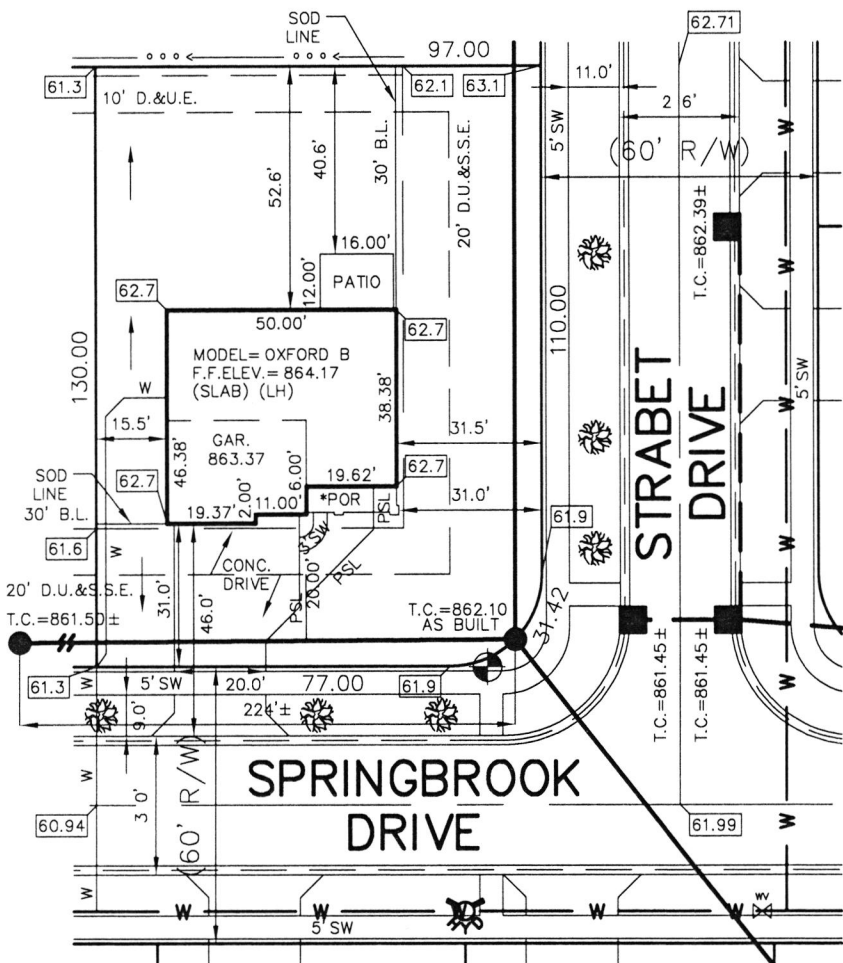 SOD
LINE
97.00
62.71
61.3
62.1
63.1
11.0'
10' D.&U.E.
26'
5' SW
(60' R/W)
52.6'
40.6'
30' B.L.
20' D.U.&S.S.E.
W
T.C.=862.39±
16.00'
12.00'
PATIO
W
62.7
50.00'
62.7
130.00
110.00
MODEL= OXFORD B
F.F.ELEV.= 864.17
(SLAB) (LH)
38.38'
STRABET
DRIVE
5' SW
W
W
15.5'
31.5'
GAR.
863.37
46.38'
6.00'
SOD
LINE
30' B.L.
62.7
19.62'
62.7
31.0'
19.37'
2.00'
11.00'
*POR
PSL
61.9
61.6
W
3' SW
W
CONC.
DRIVE
PSL
PSL
20.00'
20' D.U.&S.S.E.
31.0'
46.0'
T.C.=861.50±
T.C.=862.10
AS BUILT
31.42
T.C.=861.45±
T.C.=861.45±
61.3
W
5' SW
20.0'
77.00
61.9
9.0'
224'±
W
30'
(60' R/W)
SPRINGBROOK
DRIVE
60.94
61.99
W
W
W
W
W
W
W
WV
5' SW